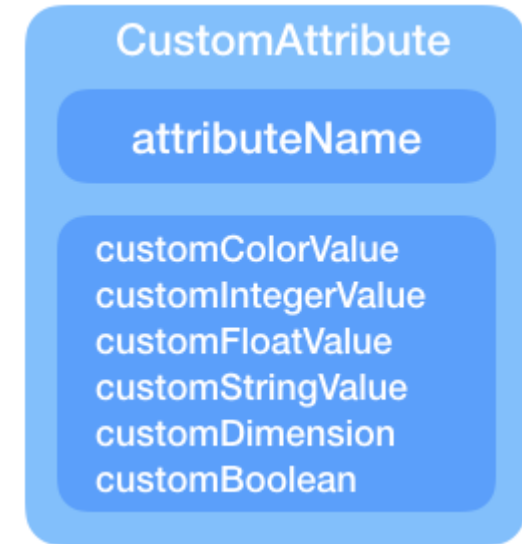 CustomAttribute
attributeName
customColorValue
customIntegerValue
customFloatValue
customStringValue
customDimension
customBoolean